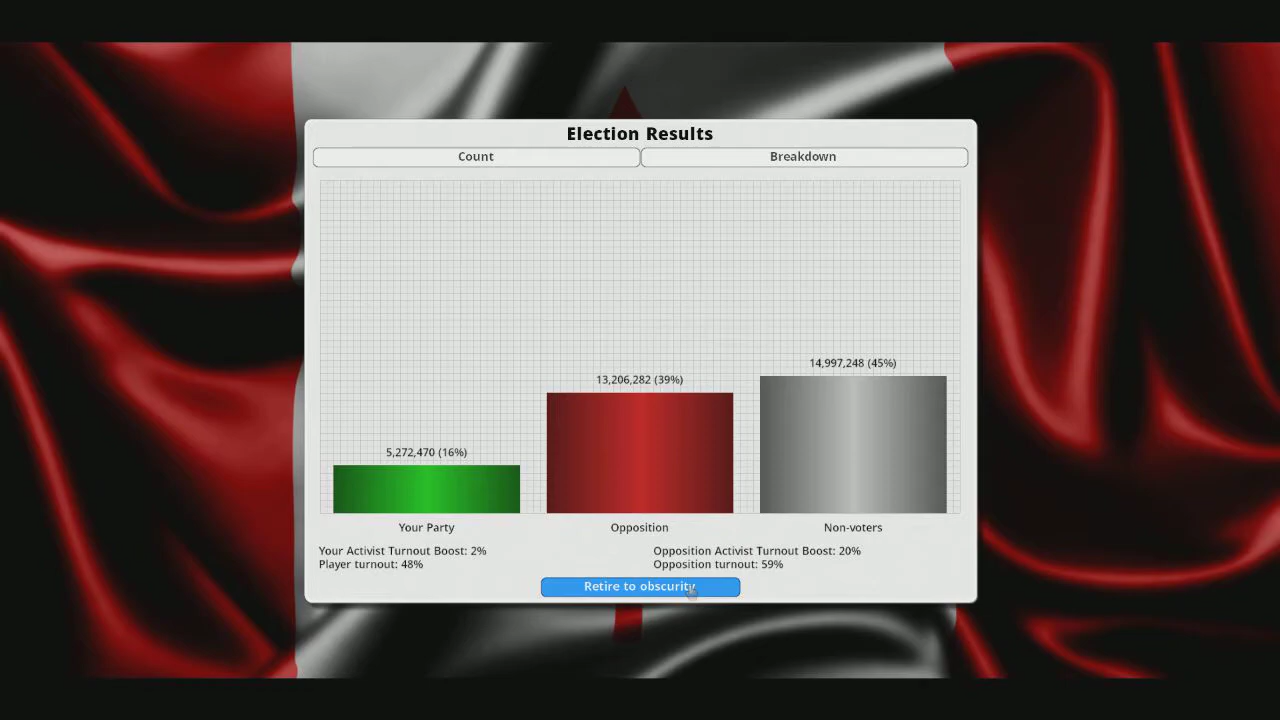 Election Results
Count
Breakdown
14,997,248 (45%)
13,206,282 (39%)
5,272,470 (16%)
Your Party
Opposition
Non-voters
Your Activist Turnout Boost: 2%
Opposition Activist Turnout Boost: 20%
Player turnout: 48%
Opposition turnout: 59%
Retire to obscurity